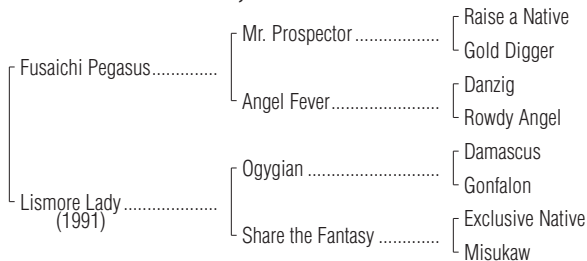 Raise a Native
Mr. Prospector..................
Gold Digger
Fusaichi Pegasus..............
Danzig
Angel Fever........................
Rowdy Angel
Damascus
Ogygian .............................
Gonfalon
Lismore Lady....................
(1991)
Exclusive Native
Share the Fantasy .............
Misukaw